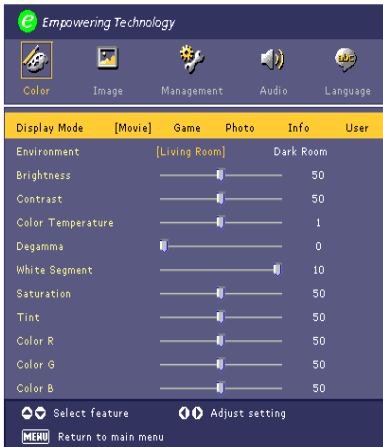 e Empowering Technology
Color Image Management Audio Language
Display Mode [Movie] Game Photo Info User
Environment [Living Room] Dark Room
Brightness 50
Contrast 50
Color Temperature 1
Degamma 0
White Segment 10
Saturation 50
Tint 50
Color R 50
Color G 50
Color B 50
Select feature Adjust setting
MENU Return to main menu